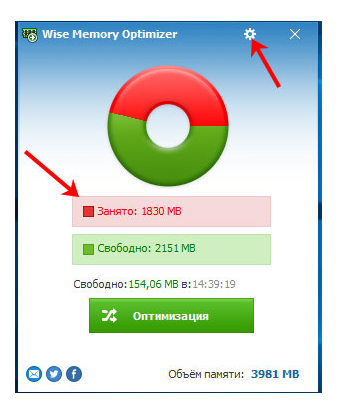 Wise Memory Optimizer
Занято: 1830 MB
Свободно: 2151 MB
Свободно:154,06 MB в:14:39:19
Оптимизация
Объём памяти: 3981 MB